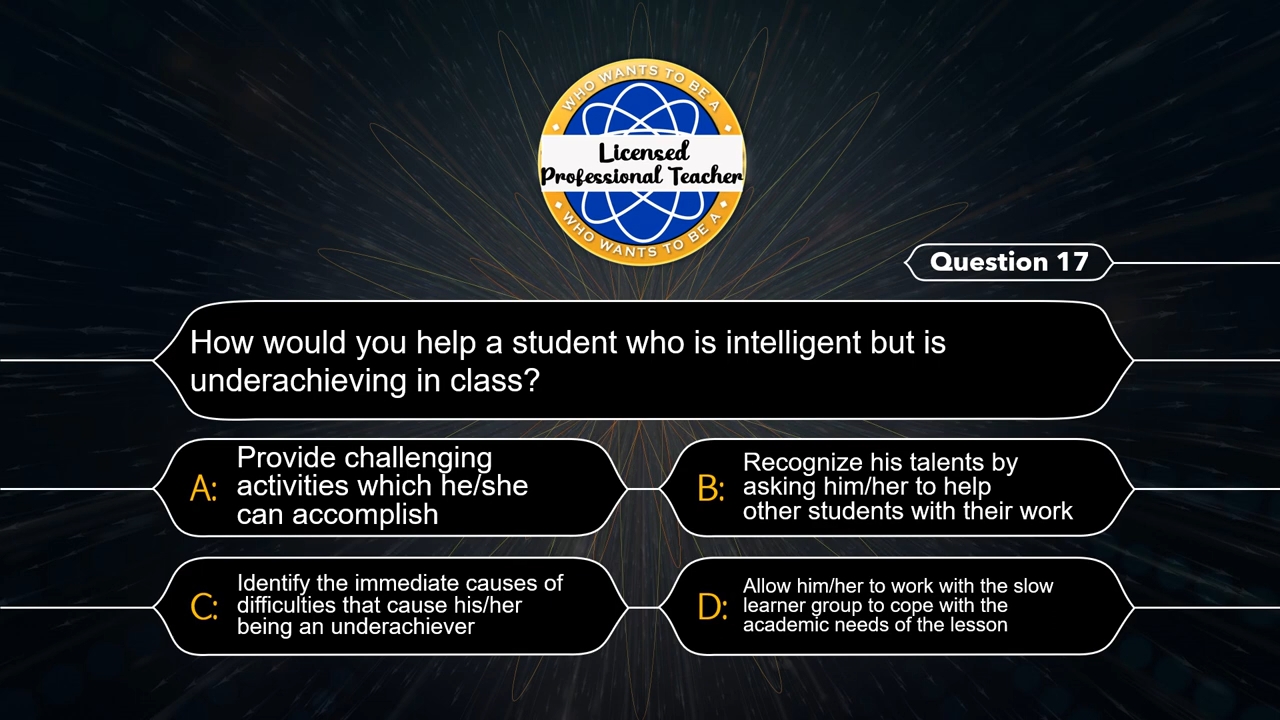 WHO WANTS TO BE A
Licensed
Professional Teacher
WHO WANTS TO BE A
Question 17
How would you help a student who is intelligent but is
underachieving in class?
A: Provide challenging
activities which he/she
can accomplish
B: Recognize his talents by
asking him/her to help
other students with their work
C: Identify the immediate causes of
difficulties that cause his/her
being an underachiever
D: Allow him/her to work with the slow
learner group to cope with the
academic needs of the lesson